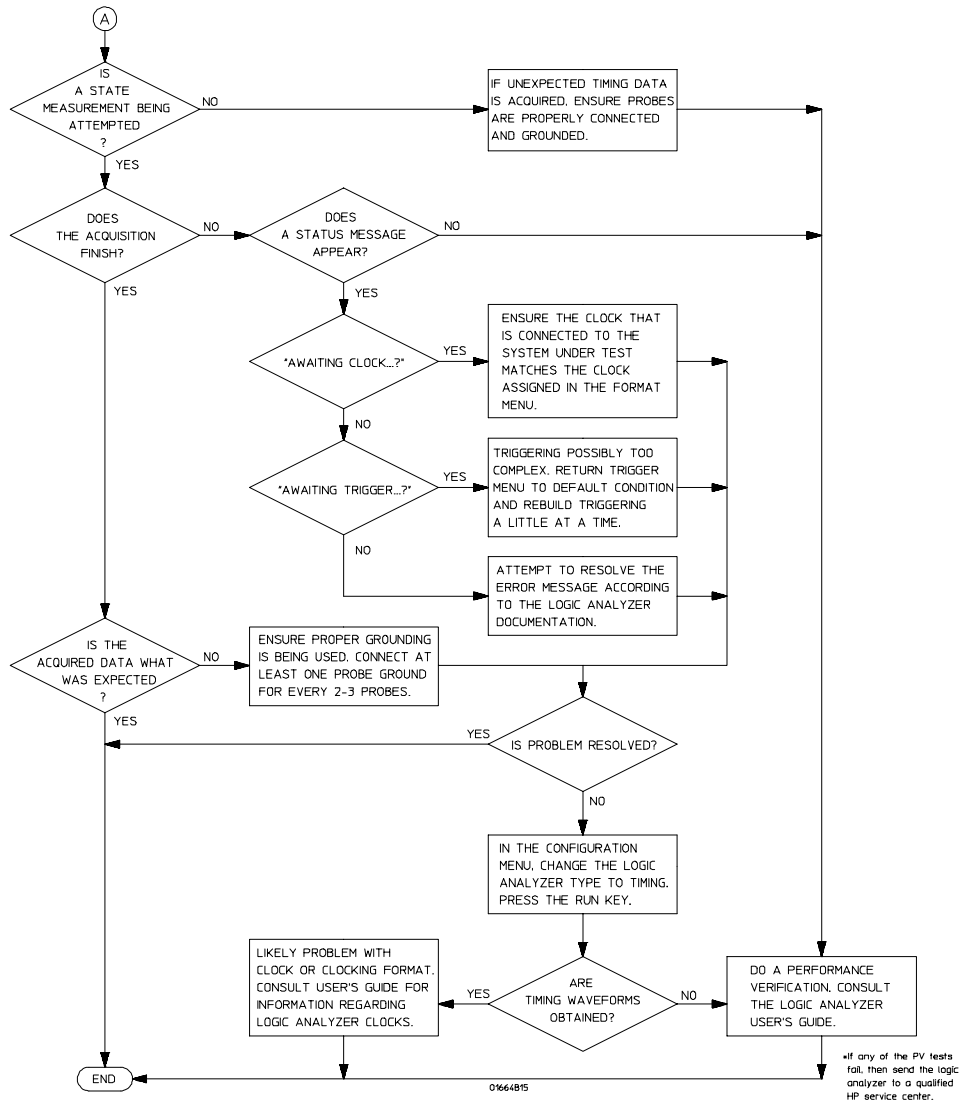 A
IS
A STATE
MEASUREMENT BEING
ATTEMPTED
?
NO
IF UNEXPECTED TIMING DATA
IS ACQUIRED, ENSURE PROBES
ARE PROPERLY CONNECTED
AND GROUNDED.
YES
DOES
THE ACQUISITION
FINISH?
NO
DOES
A STATUS MESSAGE
APPEAR?
NO
YES
YES
"AWAITING CLOCK...?"
YES
ENSURE THE CLOCK THAT
IS CONNECTED TO THE
SYSTEM UNDER TEST
MATCHES THE CLOCK
ASSIGNED IN THE FORMAT
MENU.
NO
"AWAITING TRIGGER...?"
YES
TRIGGERING POSSIBLY TOO
COMPLEX. RETURN TRIGGER
MENU TO DEFAULT CONDITION
AND REBUILD TRIGGERING
A LITTLE AT A TIME.
NO
ATTEMPT TO RESOLVE THE
ERROR MESSAGE ACCORDING
TO THE LOGIC ANALYZER
DOCUMENTATION.
IS THE
ACQUIRED DATA WHAT
WAS EXPECTED
?
NO
ENSURE PROPER GROUNDING
IS BEING USED. CONNECT AT
LEAST ONE PROBE GROUND
FOR EVERY 2-3 PROBES.
YES
YES
IS PROBLEM RESOLVED?
NO
IN THE CONFIGURATION
MENU, CHANGE THE LOGIC
ANALYZER TYPE TO TIMING.
PRESS THE RUN KEY.
LIKELY PROBLEM WITH
CLOCK OR CLOCKING FORMAT.
CONSULT USER'S GUIDE FOR
INFORMATION REGARDING
LOGIC ANALYZER CLOCKS.
YES
ARE
TIMING WAVEFORMS
OBTAINED?
NO
DO A PERFORMANCE
VERIFICATION. CONSULT
THE LOGIC ANALYZER
USER'S GUIDE.
END
01664B15
*If any of the PV tests
fail, then send the logic
analyzer to a qualified
HP service center.